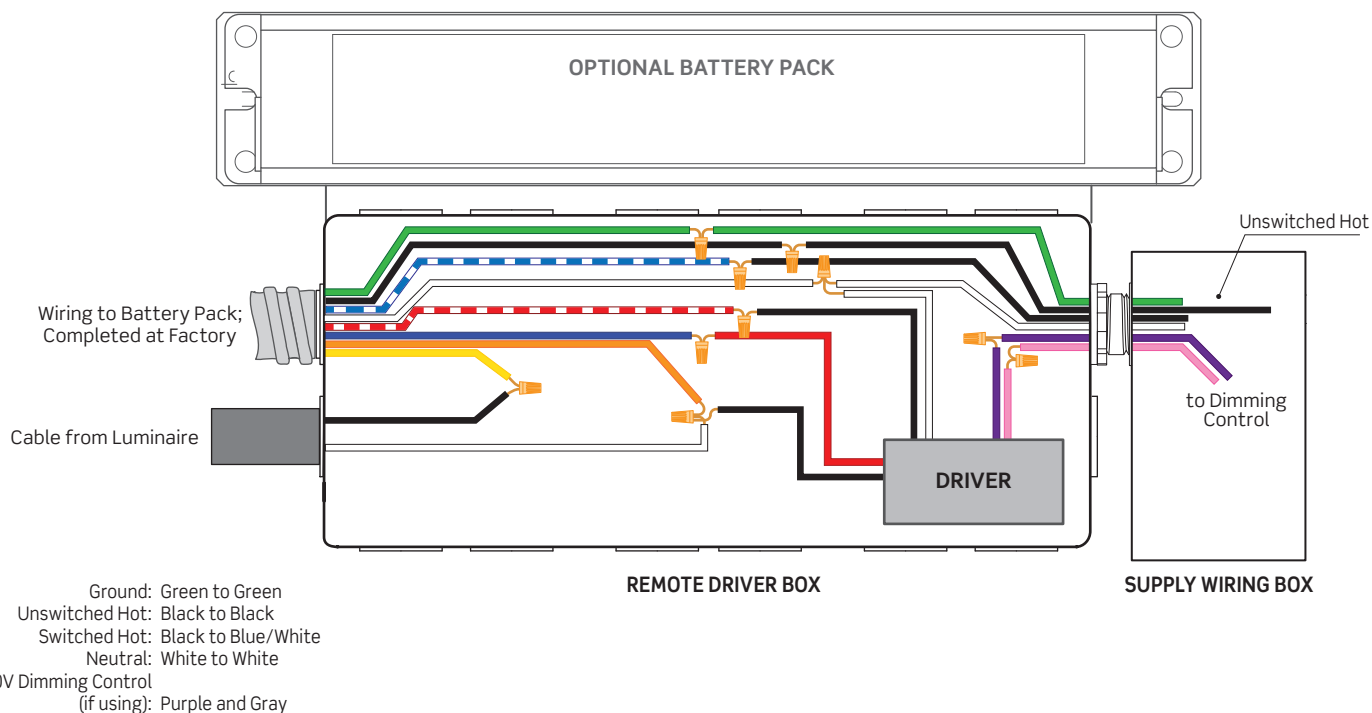 OPTIONAL BATTERY PACK
Unswitched Hot
Wiring to Battery Pack;
Completed at Factory
to Dimming
Control
Cable from Luminaire
DRIVER
REMOTE DRIVER BOX
SUPPLY WIRING BOX
Ground: Green to Green
Unswitched Hot: Black to Black
Switched Hot: Black to Blue/White
Neutral: White to White
0V Dimming Control
(if using): Purple and Gray